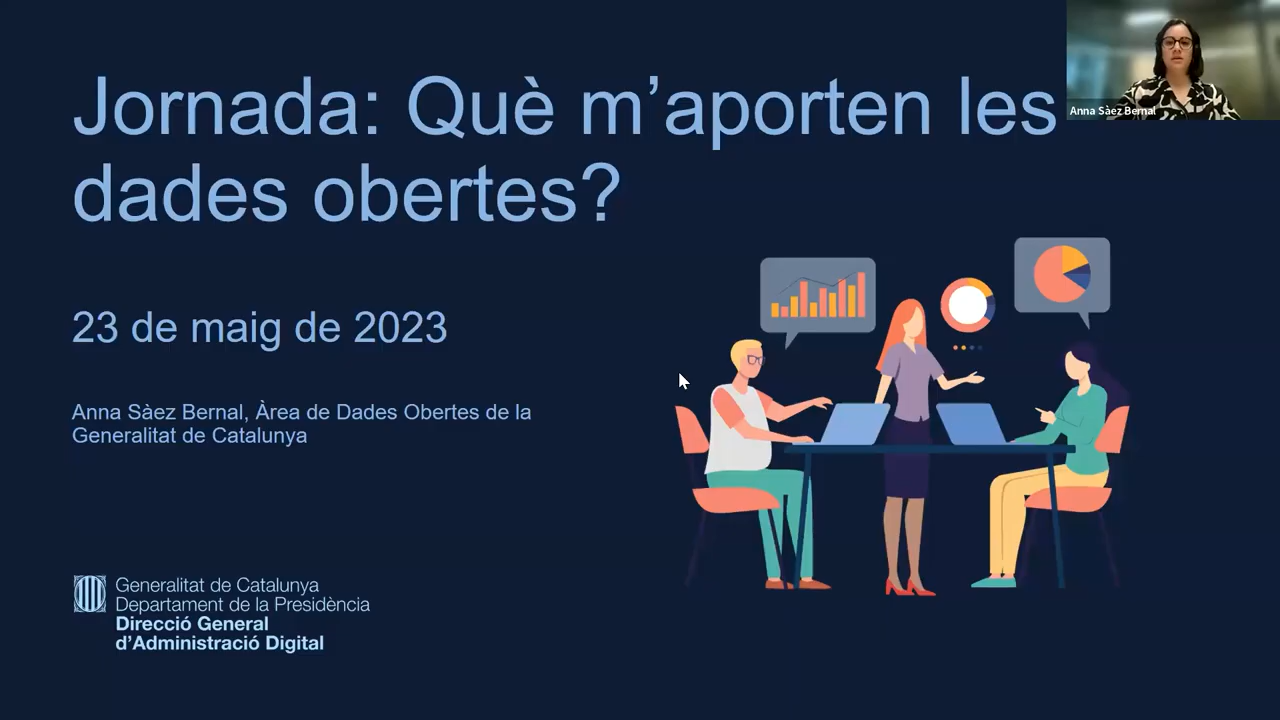 Jornada: Què m’aporten les
dades obertes?
Anna Sàez Bernal
23 de maig de 2023
Anna Sàez Bernal, Àrea de Dades Obertes de la
Generalitat de Catalunya
Generalitat de Catalunya
Departament de la Presidència
Direcció General
d’Administració Digital